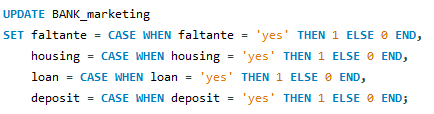 UPDATE BANK_marketing
SET faltante = CASE WHEN faltante = 'yes' THEN 1 ELSE 0 END,
    housing = CASE WHEN housing = 'yes' THEN 1 ELSE 0 END,
    loan = CASE WHEN loan = 'yes' THEN 1 ELSE 0 END,
    deposit = CASE WHEN deposit = 'yes' THEN 1 ELSE 0 END;